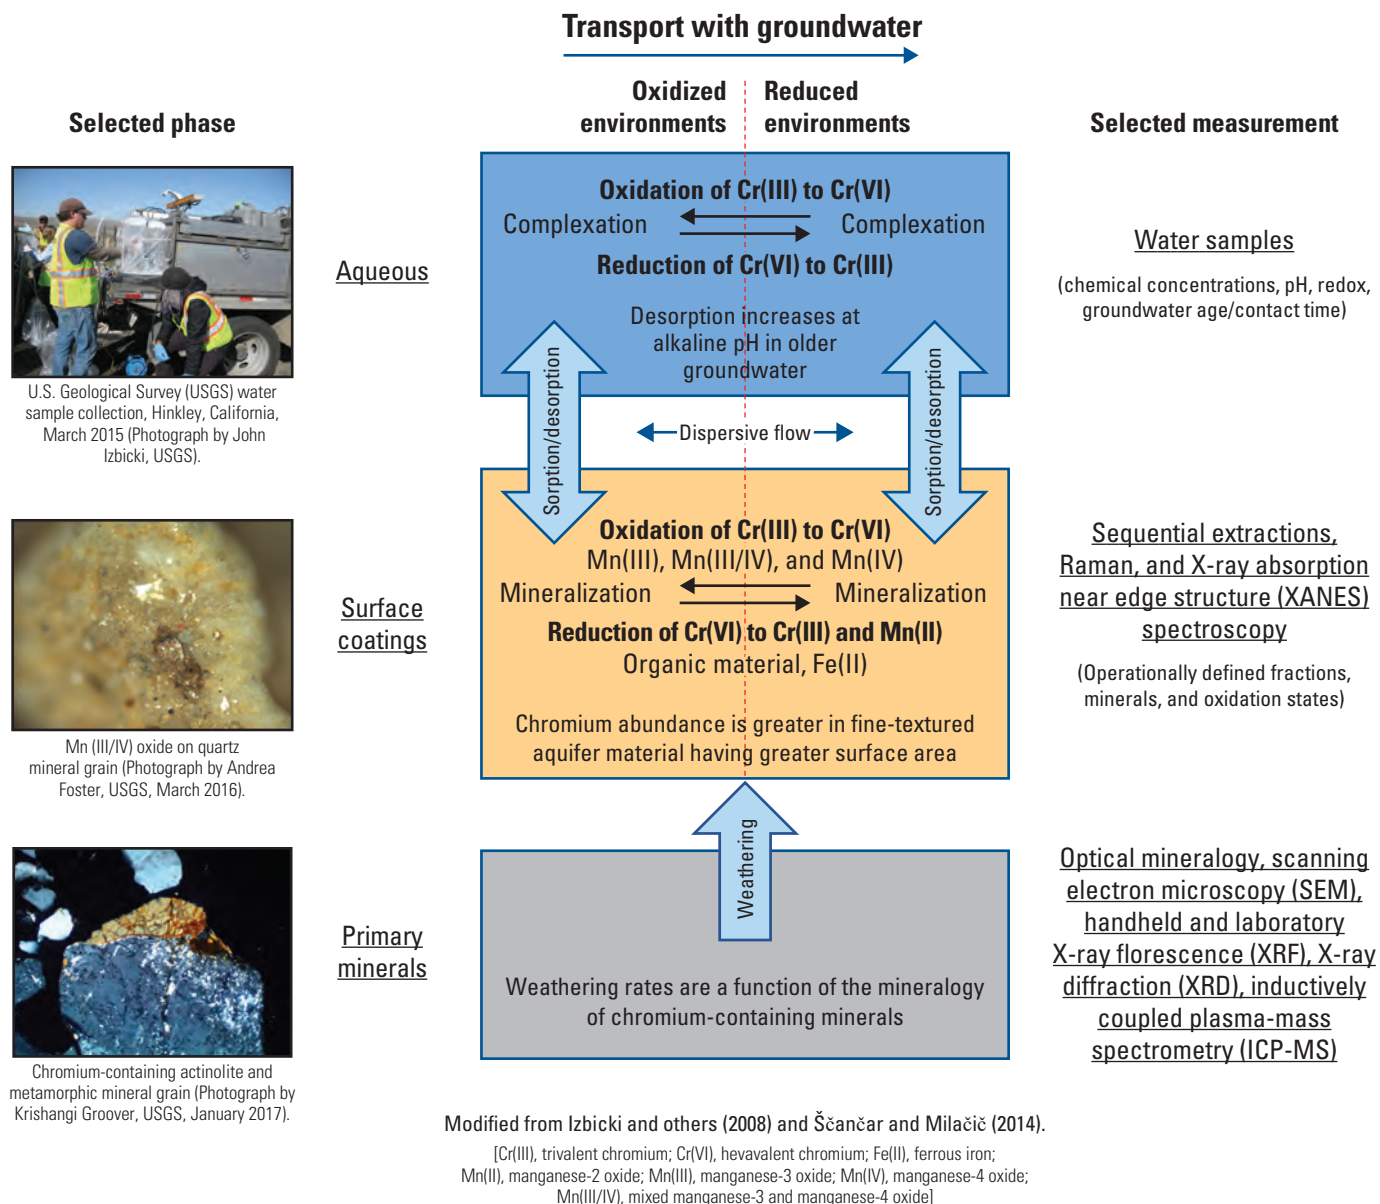 Transport with groundwater
Oxidized
environments
Reduced
environments
Selected phase
Selected measurement
U.S. Geological Survey (USGS) water
sample collection, Hinkley, California,
March 2015 (Photograph by John
Izbicki, USGS).
Aqueous
Oxidation of Cr(III) to Cr(VI)
Complexation
Complexation
Reduction of Cr(VI) to Cr(III)
Desorption increases at
alkaline pH in older
groundwater
Water samples
(chemical concentrations, pH, redox,
groundwater age/contact time)
Sorption/desorption
Dispersive flow
Sorption/desorption
Mn (III/IV) oxide on quartz
mineral grain (Photograph by Andrea
Foster, USGS, March 2016).
Surface
coatings
Oxidation of Cr(III) to Cr(VI)
Mn(III), Mn(III/IV), and Mn(IV)
Mineralization
Mineralization
Reduction of Cr(VI) to Cr(III) and Mn(II)
Organic material, Fe(II)
Chromium abundance is greater in fine-textured
aquifer material having greater surface area
Sequential extractions,
Raman, and X-ray absorption
near edge structure (XANES)
spectroscopy
(Operationally defined fractions,
minerals, and oxidation states)
Weathering
Chromium-containing actinolite and
metamorphic mineral grain (Photograph by
Krishangi Groover, USGS, January 2017).
Primary
minerals
Weathering rates are a function of the mineralogy
of chromium-containing minerals
Optical mineralogy, scanning
electron microscopy (SEM),
handheld and laboratory
X-ray florescence (XRF), X-ray
diffraction (XRD), inductively
coupled plasma-mass
spectrometry (ICP-MS)
Modified from Izbicki and others (2008) and Ščančar and Milačič (2014).
[Cr(III), trivalent chromium; Cr(VI), hevavalent chromium; Fe(II), ferrous iron;
Mn(II), manganese-2 oxide; Mn(III), manganese-3 oxide; Mn(IV), manganese-4 oxide;
Mn(III/IV), mixed manganese-3 and manganese-4 oxide]